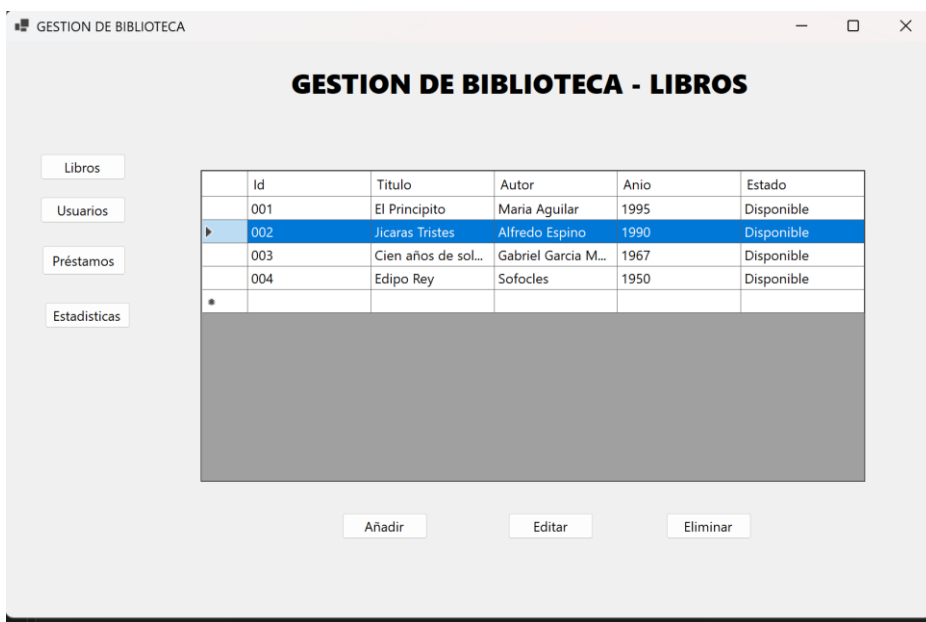 GESTION DE BIBLIOTECA
GESTION DE BIBLIOTECA - LIBROS
Libros
Usuarios
Préstamos
Estadisticas
Id Titulo Autor Anio Estado
001 El Principito Maria Aguilar 1995 Disponible
002 Jicaras Tristes Alfredo Espino 1990 Disponible
003 Cien años de sol... Gabriel Garcia M... 1967 Disponible
004 Edipo Rey Sofocles 1950 Disponible
Añadir Editar Eliminar